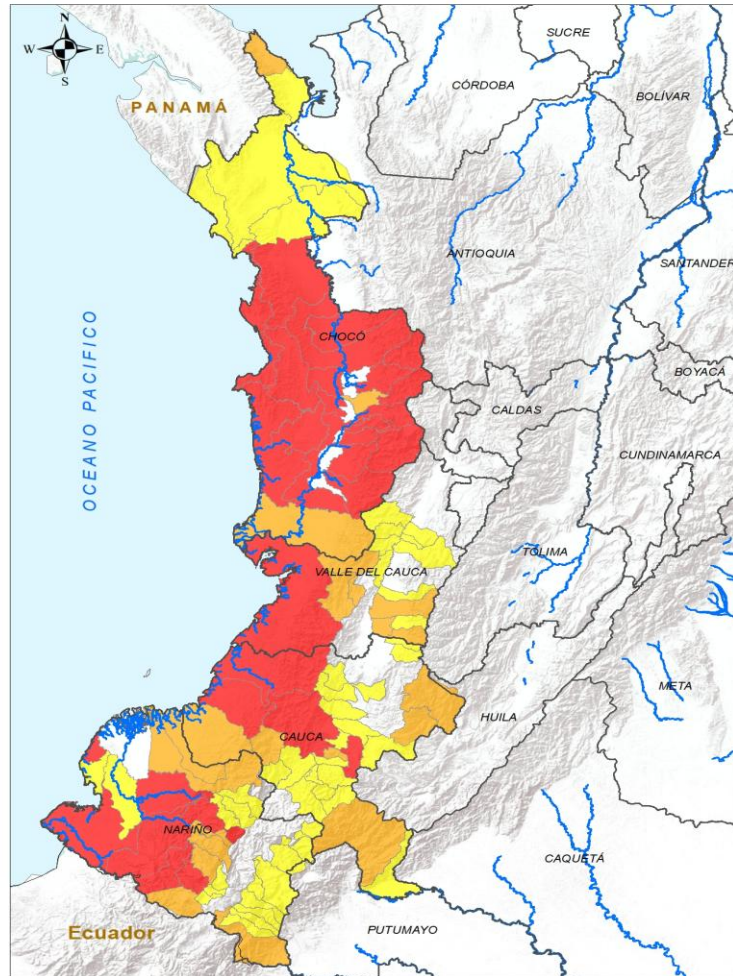 N
W E
S
PANAMÁ
SUCRE
CÓRDOBA
BOLÍVAR
ANTIOQUIA
SANTANDER
OCEANO PACIFICO
CHOCÓ
BOYACÁ
CALDAS
CUNDINAMARCA
TOLIMA
VALLE DEL CAUCA
META
HUILA
CAUCA
NARIÑO
CAQUETÁ
Ecuador
PUTUMAYO